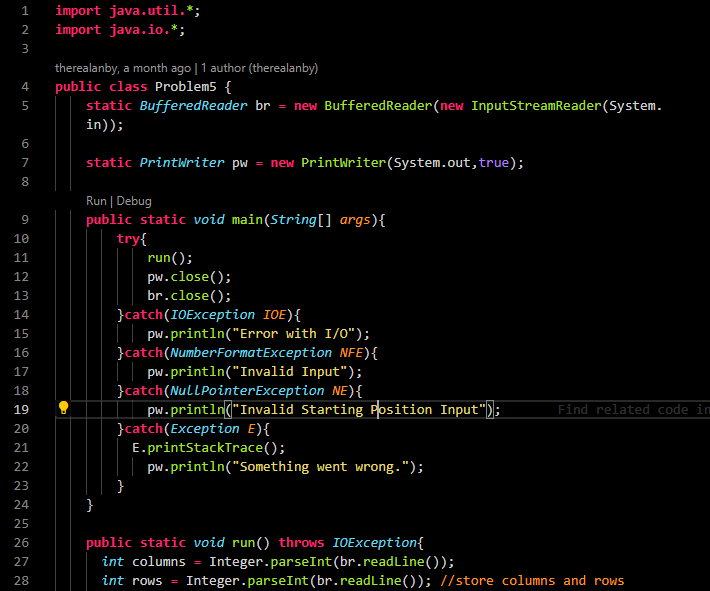 1 import java.util.*;
2 import java.io.*;
3
therealanby, a month ago | 1 author (therealanby)
4 public class Problem5 {
5 static BufferedReader br = new BufferedReader(new InputStreamReader(System.
in));
6
7 static PrintWriter pw = new PrintWriter(System.out,true);
8
Run | Debug
9 public static void main(String[] args){
10 try{
11 run();
12 pw.close();
13 br.close();
14 }catch(IOException IOE){
15 pw.println("Error with I/O");
16 }catch(NumberFormatException NFE){
17 pw.println("Invalid Input");
18 }catch(NullPointerException NE){
19 pw.println("Invalid Starting Position Input"); Find related code in
20 }catch(Exception E){
21 E.printStackTrace();
22 pw.println("Something went wrong.");
23 }
24 }
25
26 public static void run() throws IOException{
27 int columns = Integer.parseInt(br.readLine());
28 int rows = Integer.parseInt(br.readLine()); //store columns and rows